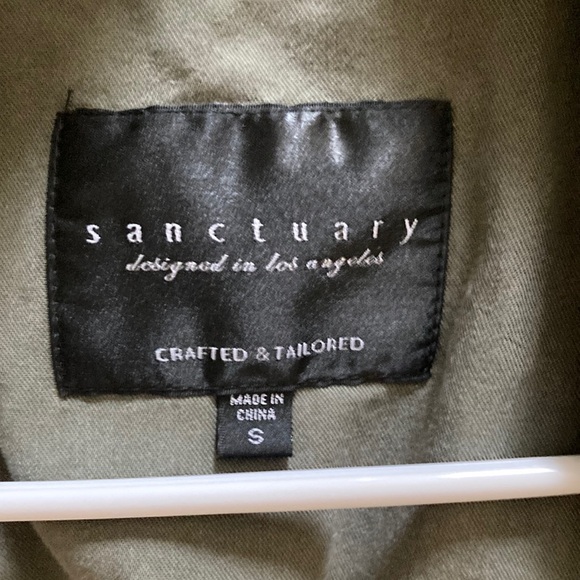 sanctuary
designed in los angeles
CRAFTED & TAILORED
MADE IN
CHINA
S